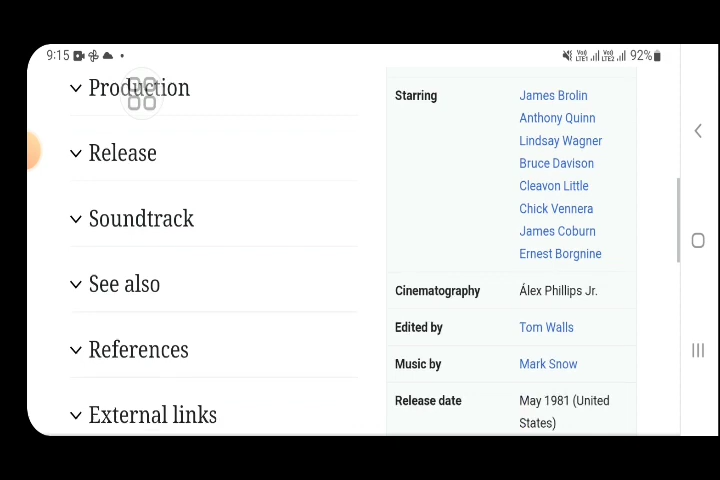 9:15
92%
Production
Release
Soundtrack
See also
References
External links
Starring
James Brolin
Anthony Quinn
Lindsay Wagner
Bruce Davison
Cleavon Little
Chick Vennera
James Coburn
Ernest Borgnine
Cinematography
Álex Phillips Jr.
Edited by
Tom Walls
Music by
Mark Snow
Release date
May 1981 (United
States)